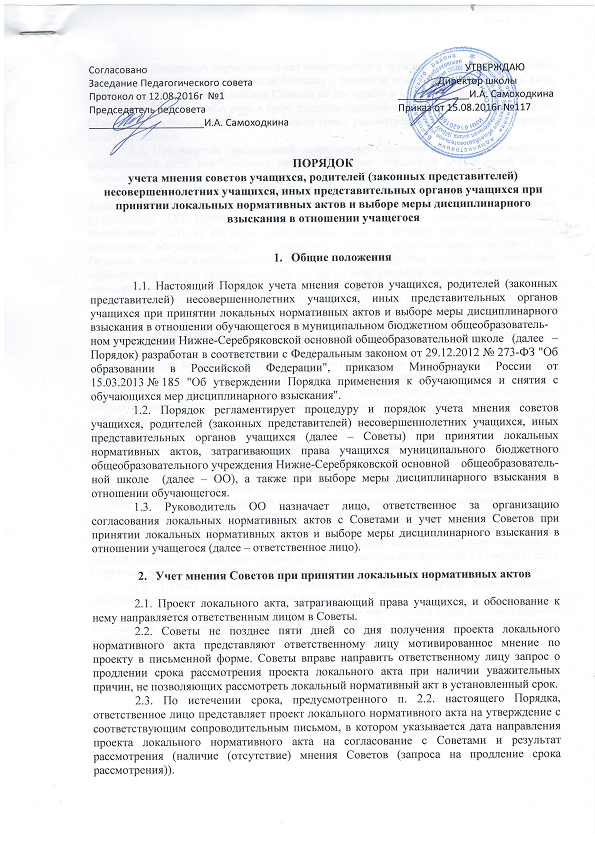 Согласовано УТВЕРЖДАЮ
Заседание Педагогического совета Директор школы
Протокол от 12.08.2016г №1 И.А. Самоходкина
Председатель педсовета Приказ от 15.08.2016г №117
И.А. Самоходкина
ПОРЯДОК
учета мнения советов учащихся, родителей (законных представителей)
несовершеннолетних учащихся, иных представительных органов учащихся при
принятии локальных нормативных актов и выборе меры дисциплинарного
взыскания в отношении учащегося
1. Общие положения
1.1. Настоящий Порядок учета мнения советов учащихся, родителей (законных
представителей) несовершеннолетних учащихся, иных представительных органов
учащихся при принятии локальных нормативных актов и выборе меры дисциплинарного
взыскания в отношении обучающегося в муниципальном бюджетном общеобразователь-
ном учреждении Нижне-Серебряковской основной общеобразовательной школе (далее –
Порядок) разработан в соответствии с Федеральным законом от 29.12.2012 № 273-ФЗ "Об
образовании в Российской Федерации", приказом Минобрнауки России от
15.03.2013 № 185 "Об утверждении Порядка применения к обучающимся и снятия с
обучающихся мер дисциплинарного взыскания".
1.2. Порядок регламентирует процедуру и порядок учета мнения советов
учащихся, родителей (законных представителей) несовершеннолетних учащихся, иных
представительных органов учащихся (далее – Советы) при принятии локальных
нормативных актов, затрагивающих права учащихся муниципального бюджетного
общеобразовательного учреждения Нижне-Серебряковской основной общеобразователь-
ной школе (далее – ОО), а также при выборе меры дисциплинарного взыскания в
отношении обучающегося.
1.3. Руководитель ОО назначает лицо, ответственное за организацию
согласования локальных нормативных актов с Советами и учет мнения Советов при
принятии локальных нормативных актов и выборе меры дисциплинарного взыскания в
отношении учащегося (далее – ответственное лицо).
2. Учет мнения Советов при принятии локальных нормативных актов
2.1. Проект локального акта, затрагивающий права учащихся, и обоснование к
нему направляется ответственным лицом в Советы.
2.2. Советы не позднее пяти дней со дня получения проекта локального
нормативного акта представляют ответственному лицу мотивированное мнение по
проекту в письменной форме. Советы вправе направить ответственному лицу запрос о
продлении срока рассмотрения проекта локального акта при наличии уважительных
причин, не позволяющих рассмотреть локальный нормативный акт в установленный срок.
2.3. По истечении срока, предусмотренного п. 2.2. настоящего Порядка,
ответственное лицо представляет проект локального нормативного акта на утверждение с
соответствующим сопроводительным письмом, в котором указывается дата направления
проекта локального нормативного акта на согласование с Советами и результат
рассмотрения (наличие (отсутствие) мнения Советов (запроса на продление срока
рассмотрения)).